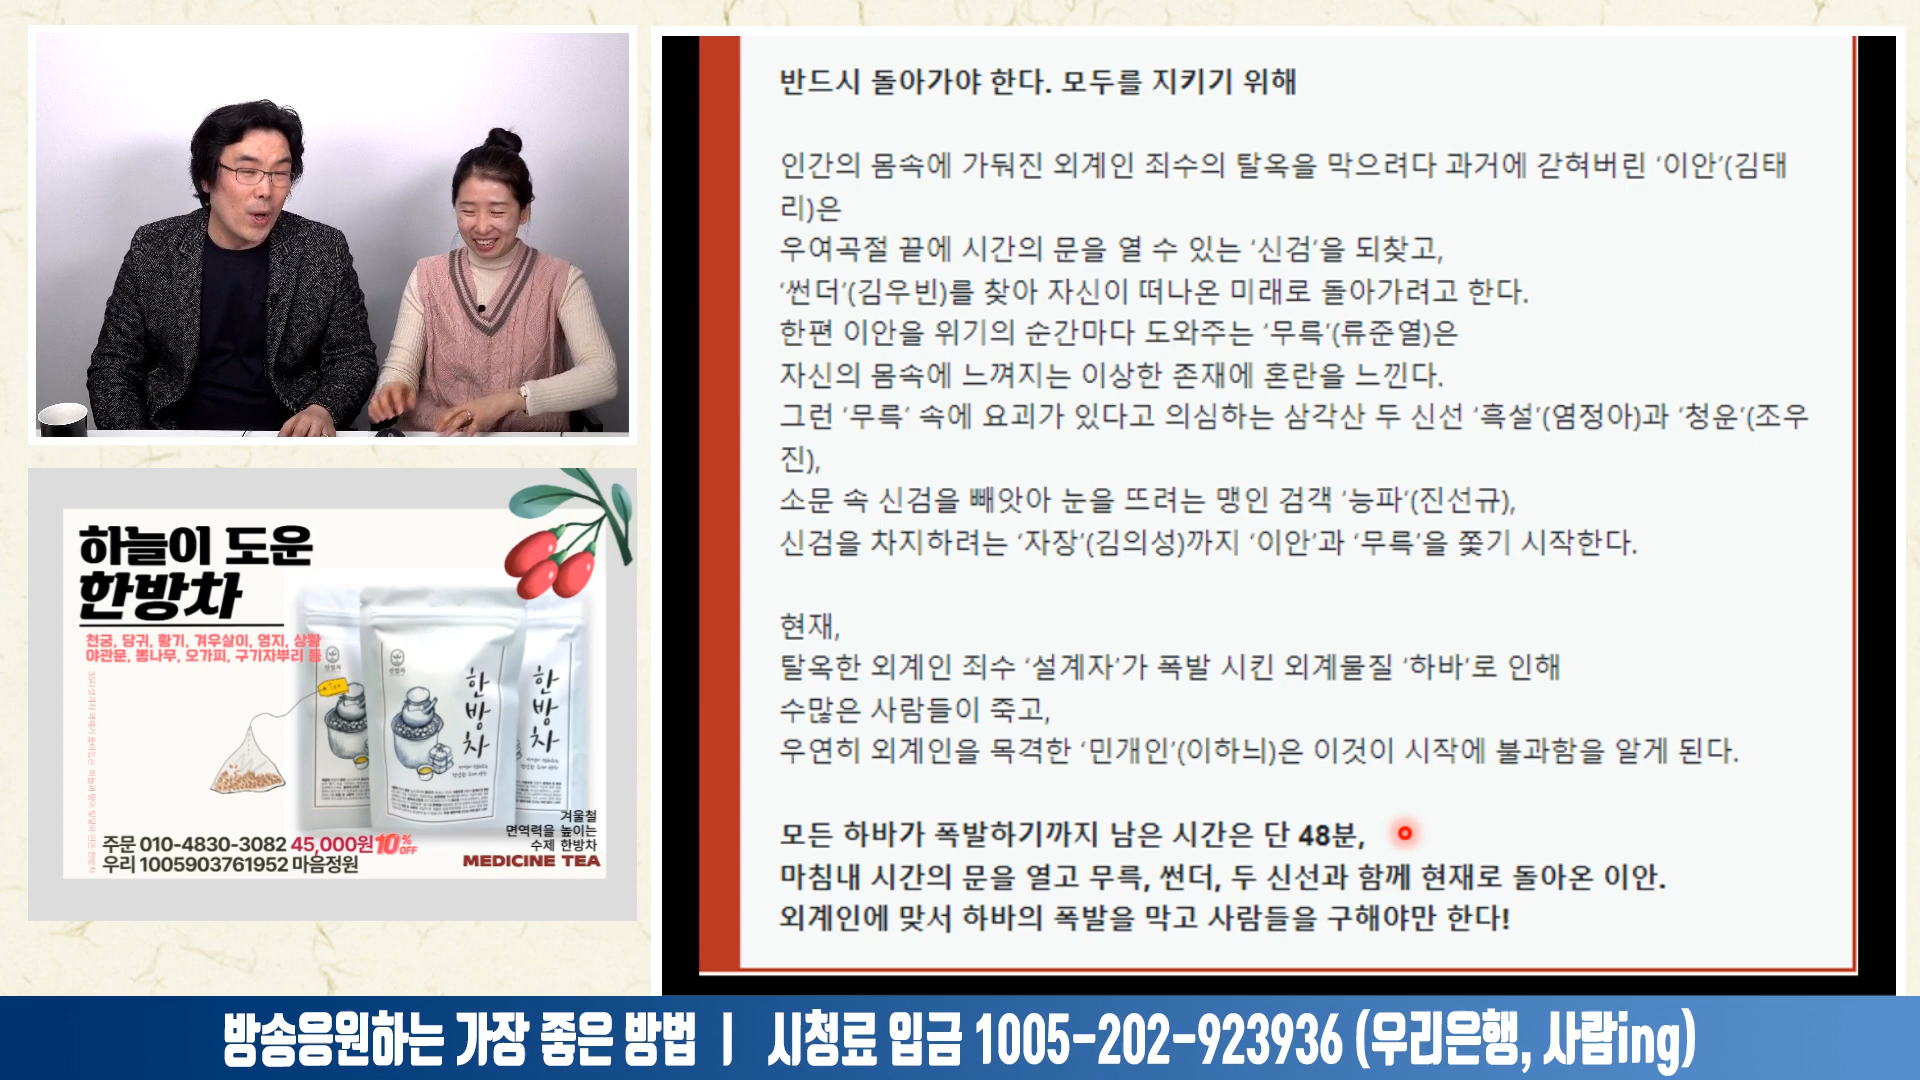 반드시 돌아가야 한다. 모두를 지키기 위해
인간의 몸속에 가둬진 외계인 죄수의 탈옥을 막으려다 과거에 갇혀버린 ‘이안’(김태
리)은
우여곡절 끝에 시간의 문을 열 수 있는 ‘신검’을 되찾고,
‘썬더’(김우빈)를 찾아 자신이 떠나온 미래로 돌아가려고 한다.
한편 이안을 위기의 순간마다 도와주는 ‘무륵’(류준열)은
자신의 몸속에 느껴지는 이상한 존재에 혼란을 느낀다.
그런 ‘무륵’ 속에 요괴가 있다고 의심하는 삼각산 두 신선 ‘흑설’(염정아)과 ‘청운’(조우
진),
소문 속 신검을 빼앗아 눈을 뜨려는 맹인 검객 ‘능파’(진선규),
신검을 차지하려는 ‘자장’(김의성)까지 ‘이안’과 ‘무륵’을 쫓기 시작한다.
현재,
탈옥한 외계인 죄수 ‘설계자’가 폭발 시킨 외계물질 ‘하바’로 인해
수많은 사람들이 죽고,
우연히 외계인을 목격한 ‘민개인’(이하늬)은 이것이 시작에 불과함을 알게 된다.
모든 하바가 폭발하기까지 남은 시간은 단 48분,
마침내 시간의 문을 열고 무륵, 썬더, 두 신선과 함께 현재로 돌아온 이안.
외계인에 맞서 하바의 폭발을 막고 사람들을 구해야만 한다!
하늘이 도운
한방차
천궁, 당귀, 황기, 겨우살이, 영지, 상황
야관문, 뽕나무, 오가피, 구기자뿌리 등
한방차
한방차
겨울철
면역력을 높이는
수제 한방차
MEDICINE TEA
주문 010-4830-3082 45,000원 10% OFF
우리 1005903761952 마음정원
방송응원하는 가장 좋은 방법 | 시청료 입금 1005-202-923936 (우리은행, 사람ing)